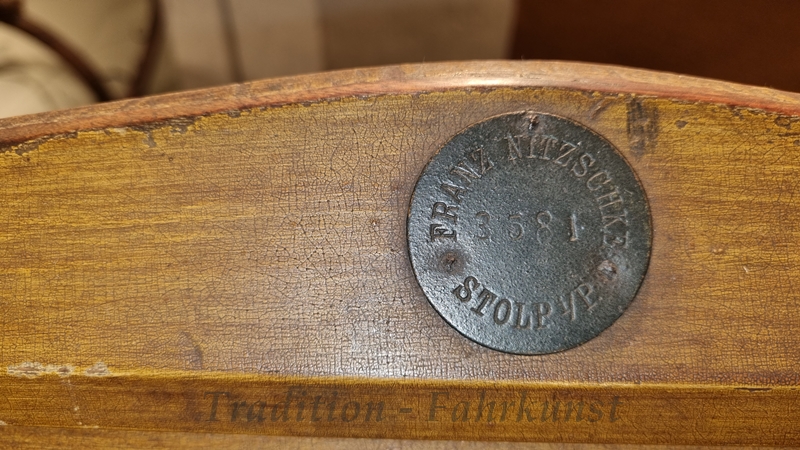 FRANZ NITZSCHKE
3581
STOLP i/P
Tradition - Fahrkunst